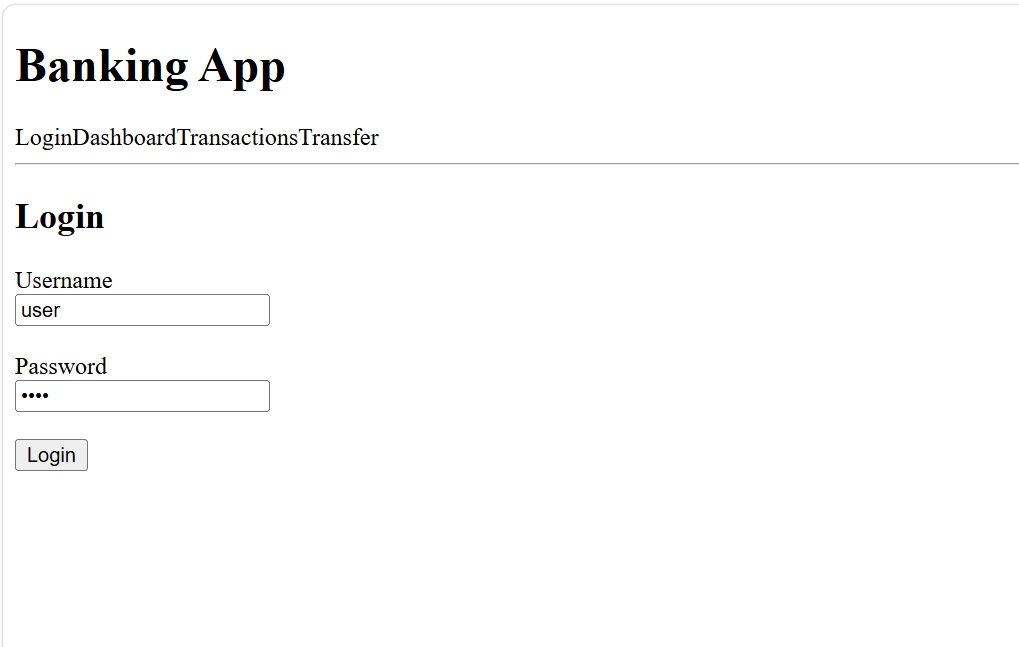 Banking App
LoginDashboardTransactionsTransfer
Login
Username
user
Password
••••
Login